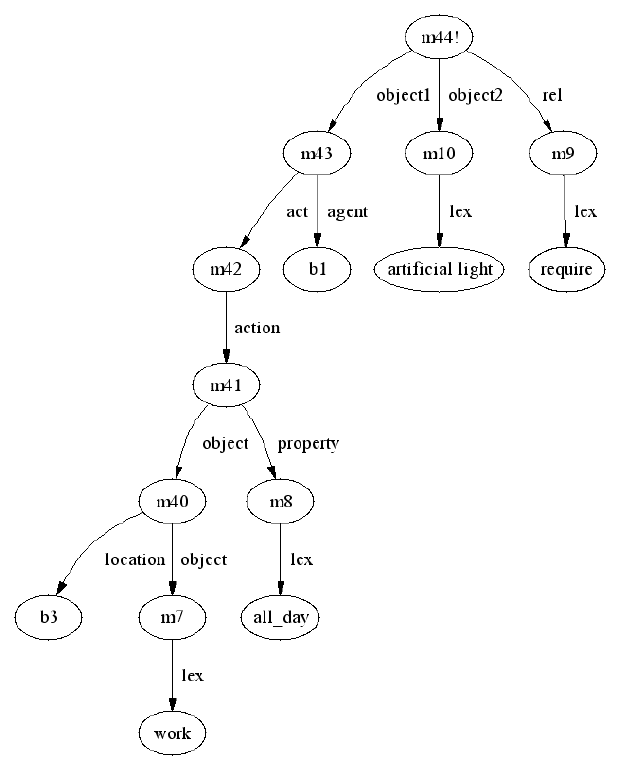 m44!
object1 object2 rel
m43 m10 m9
act agent lex lex
m42 b1 artificial light require
action
m41
object property
m40 m8
location object lex
b3 m7 all_day
lex
work